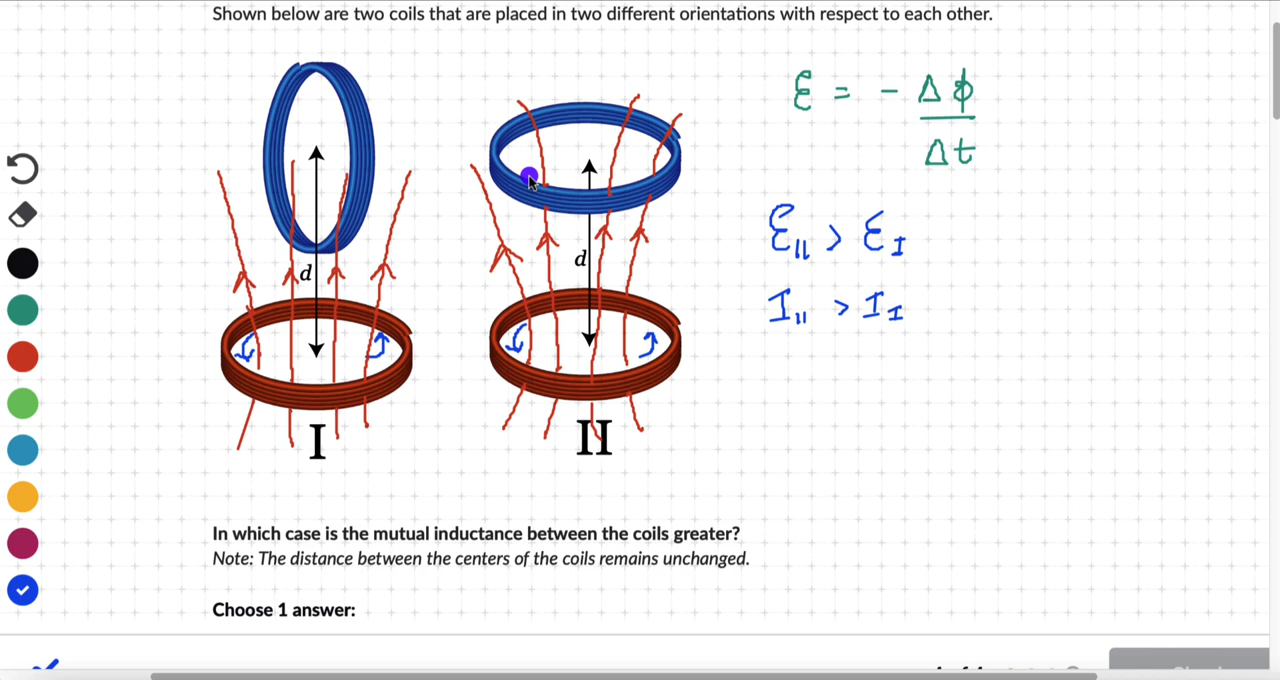 Shown below are two coils that are placed in two different orientations with respect to each other.
ε = - Δϕ
Δt
ε_II > ε_I
I_II > I_I
d
d
I
II
In which case is the mutual inductance between the coils greater?
Note: The distance between the centers of the coils remains unchanged.
Choose 1 answer: